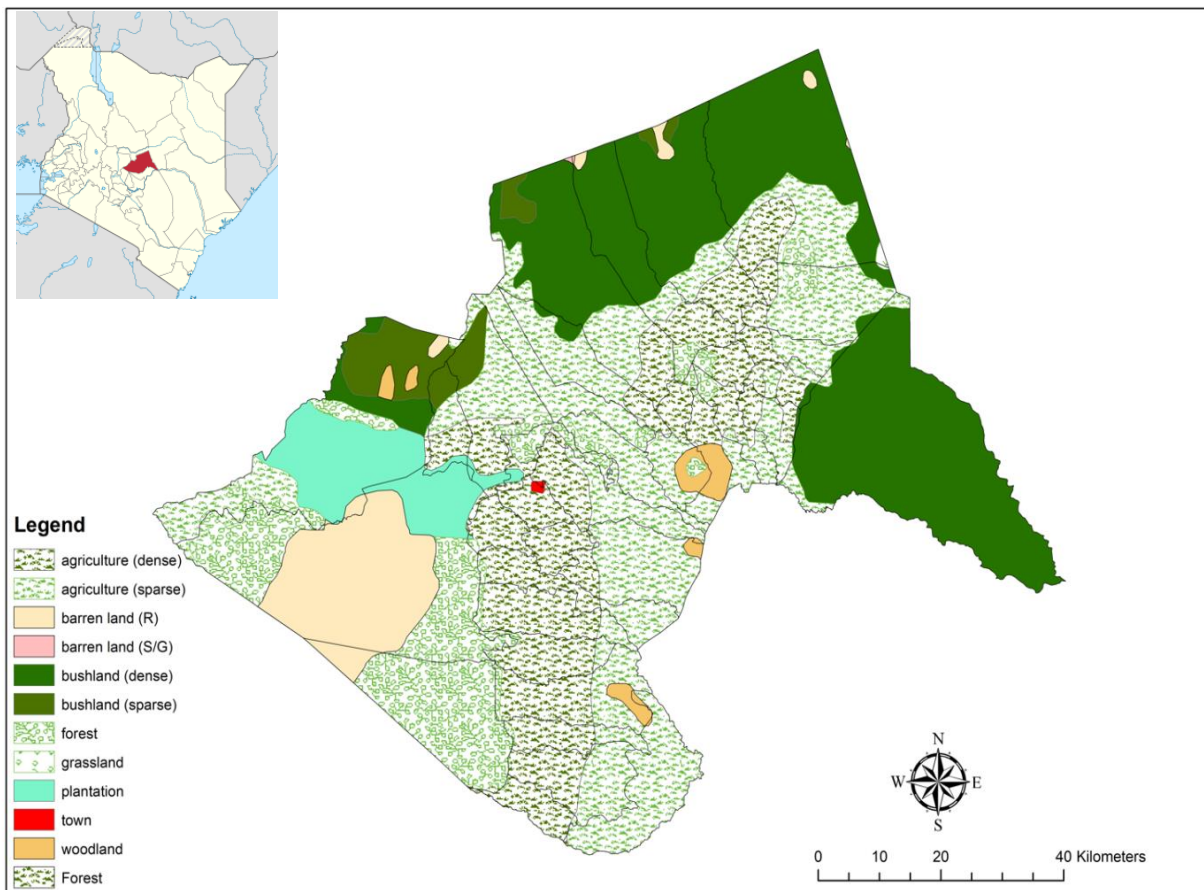 Legend
agriculture (dense)
agriculture (sparse)
barren land (R)
barren land (S/G)
bushland (dense)
bushland (sparse)
forest
grassland
plantation
town
woodland
Forest
N
W E
S
0 10 20 40 Kilometers